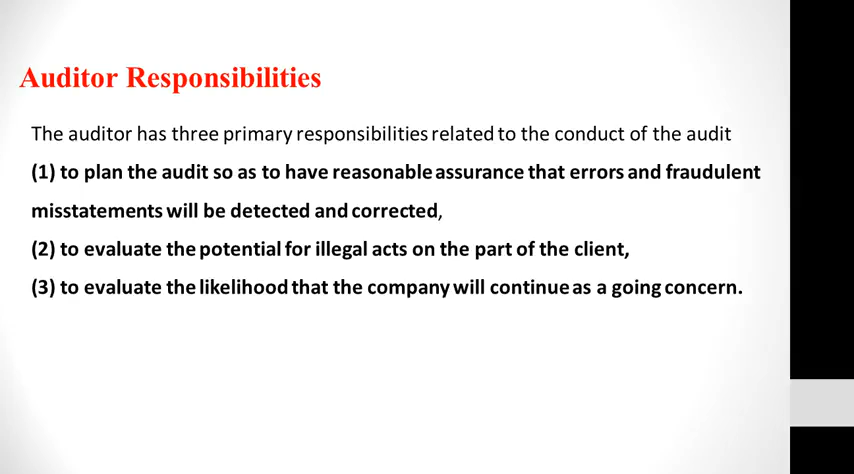 Auditor Responsibilities
The auditor has three primary responsibilities related to the conduct of the audit
(1) to plan the audit so as to have reasonable assurance that errors and fraudulent
misstatements will be detected and corrected,
(2) to evaluate the potential for illegal acts on the part of the client,
(3) to evaluate the likelihood that the company will continue as a going concern.